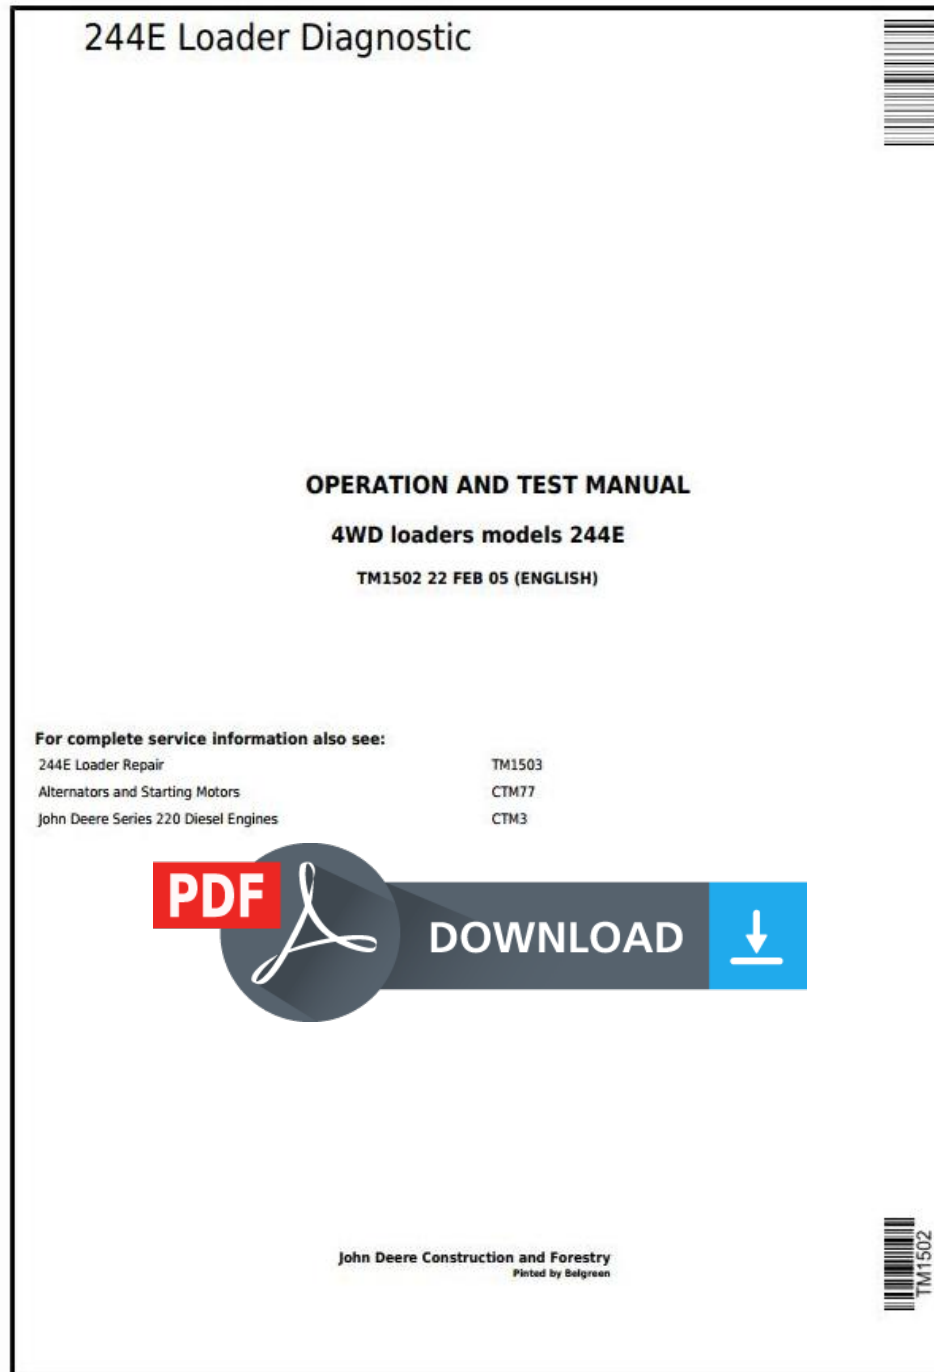 244E Loader Diagnostic
OPERATION AND TEST MANUAL
4WD loaders models 244E
TM1502 22 FEB 05 (ENGLISH)
For complete service information also see:
244E Loader Repair TM1503
Alternators and Starting Motors CTM77
John Deere Series 220 Diesel Engines CTM3
PDF
DOWNLOAD
John Deere Construction and Forestry
Pinted by Belgreen
TM1502